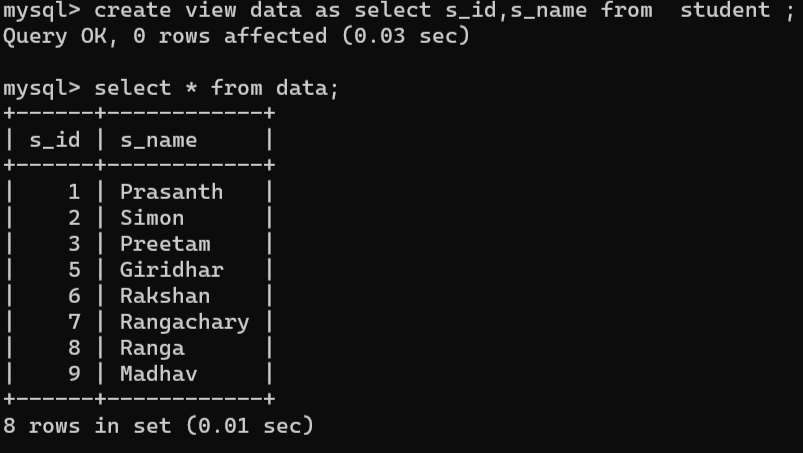 mysql> create view data as select s_id,s_name from  student ;
Query OK, 0 rows affected (0.03 sec)
mysql> select * from data;
+------+------------+
| s_id | s_name     |
+------+------------+
|    1 | Prasanth   |
|    2 | Simon      |
|    3 | Preetam    |
|    5 | Giridhar   |
|    6 | Rakshan    |
|    7 | Rangachary |
|    8 | Ranga      |
|    9 | Madhav     |
+------+------------+
8 rows in set (0.01 sec)